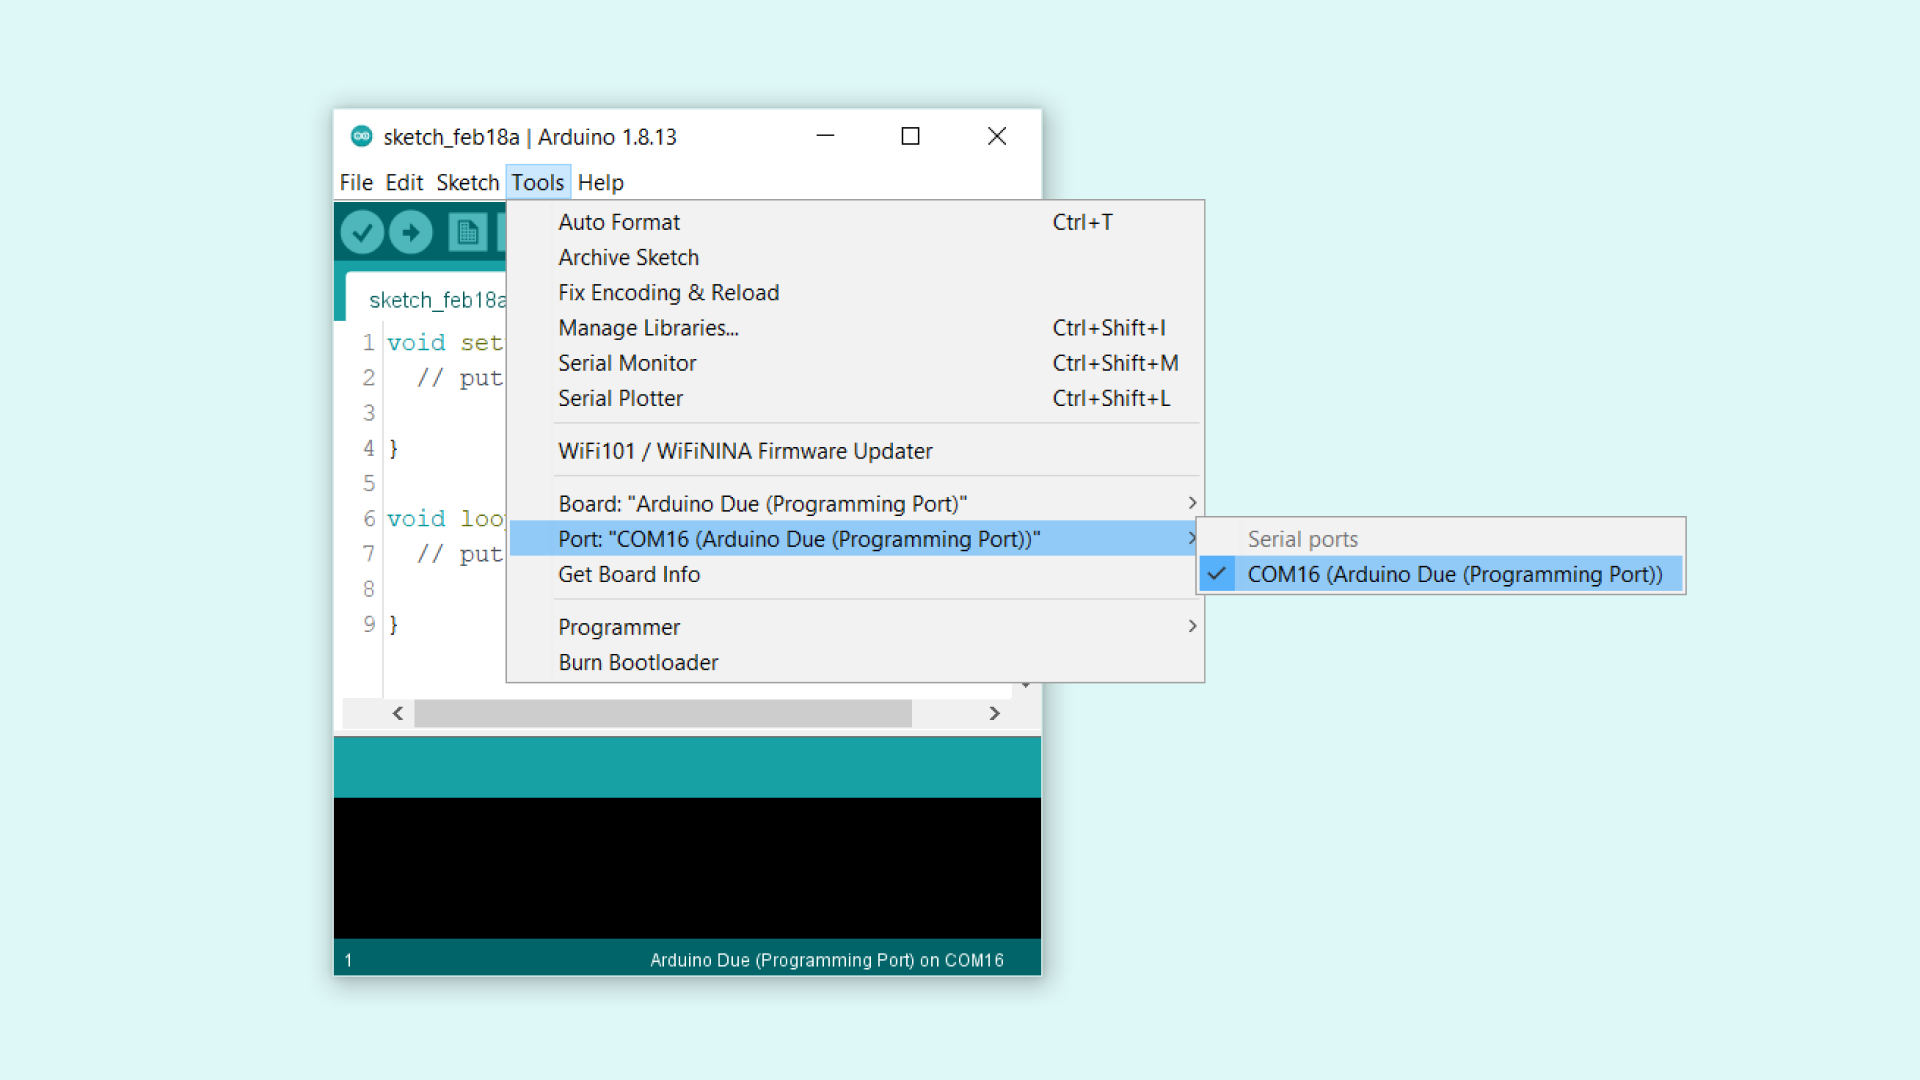 sketch_feb18a | Arduino 1.8.13
File Edit Sketch Tools Help
Auto Format Ctrl+T
Archive Sketch
Fix Encoding & Reload
Manage Libraries... Ctrl+Shift+I
Serial Monitor Ctrl+Shift+M
Serial Plotter Ctrl+Shift+L
WiFi101 / WiFiNINA Firmware Updater
Board: "Arduino Due (Programming Port)"
Port: "COM16 (Arduino Due (Programming Port))"
Get Board Info
Programmer
Burn Bootloader
Serial ports
COM16 (Arduino Due (Programming Port))
sketch_feb18a
1 void set
2 // put
3
4 }
5
6 void loo
7 // put
8
9 }
1 Arduino Due (Programming Port) on COM16